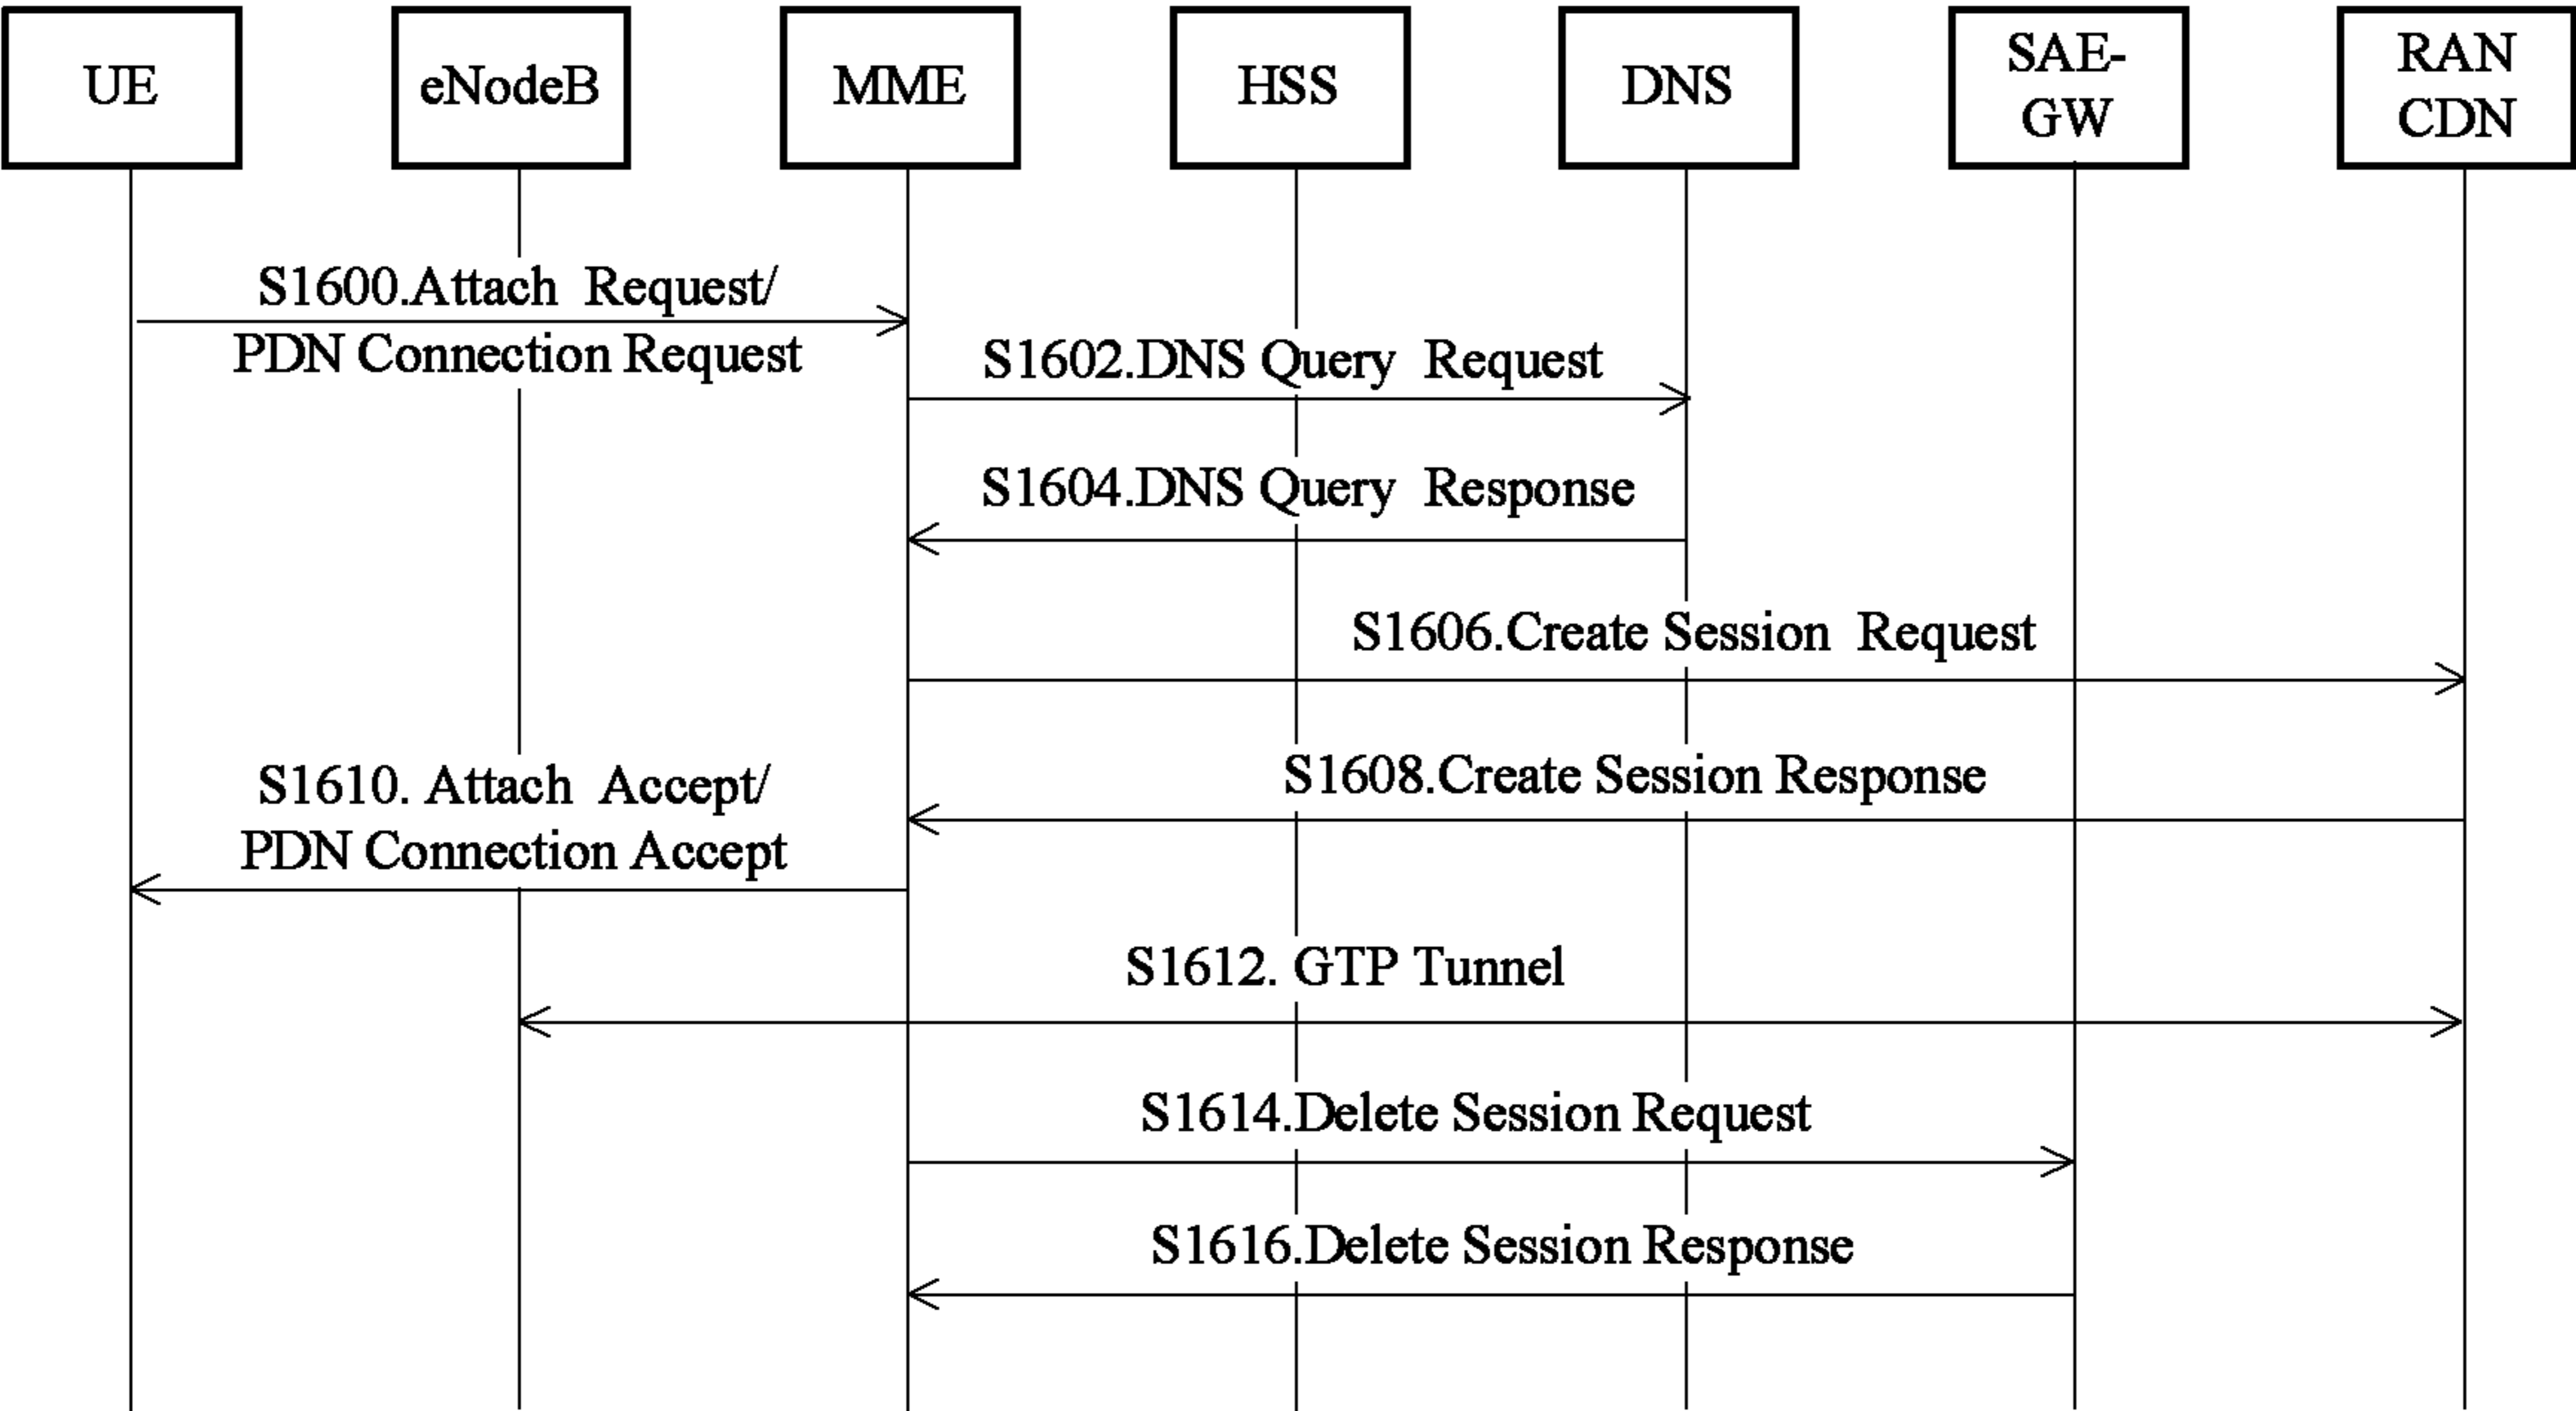 UE
eNodeB
MME
HSS
DNS
SAE-
GW
RAN
CDN
S1600.Attach Request/
PDN Connection Request
S1602.DNS Query Request
S1604.DNS Query Response
S1606.Create Session Request
S1608.Create Session Response
S1610. Attach Accept/
PDN Connection Accept
S1612. GTP Tunnel
S1614.Delete Session Request
S1616.Delete Session Response